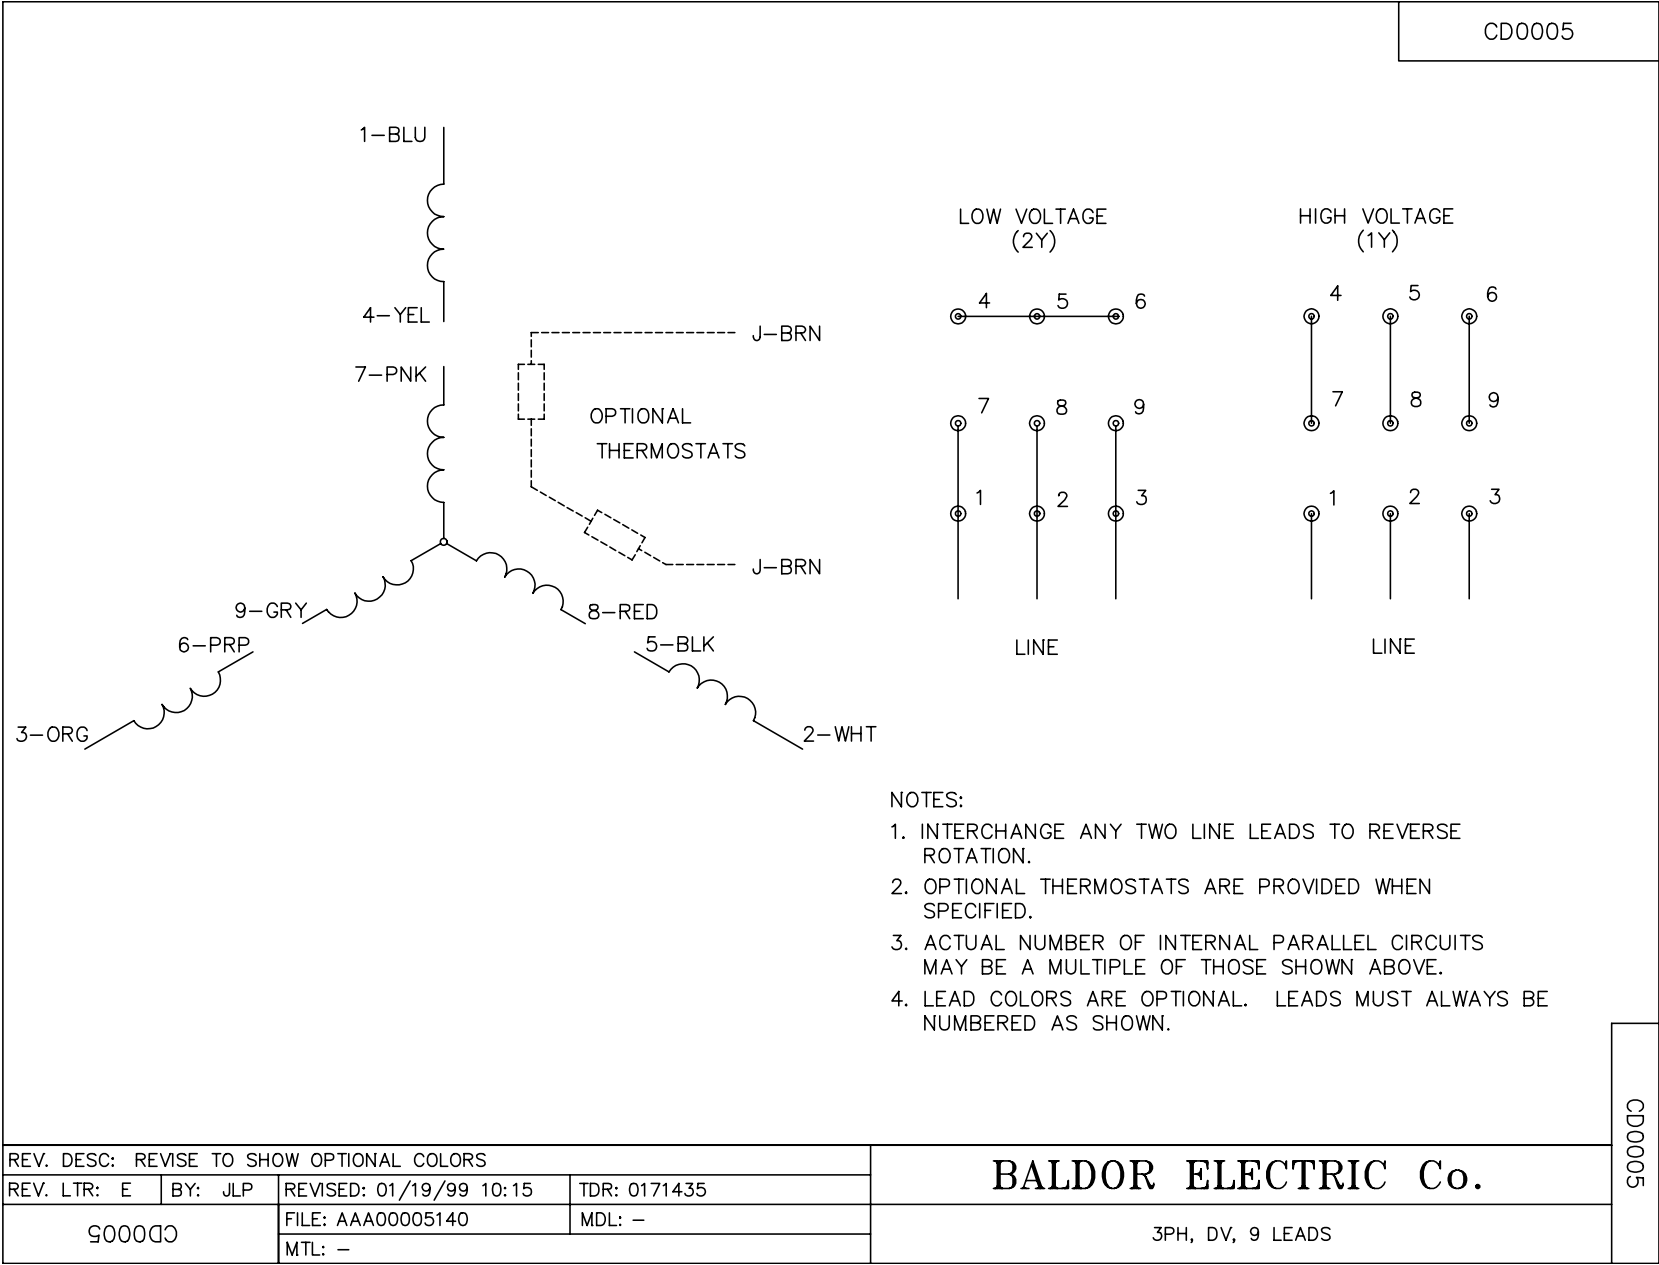 CD0005
1-BLU
4-YEL
7-PNK
J-BRN
OPTIONAL
THERMOSTATS
J-BRN
9-GRY
8-RED
6-PRP
5-BLK
3-ORG
2-WHT
LOW VOLTAGE
(2Y)
4 5 6
7 8 9
1 2 3
LINE
HIGH VOLTAGE
(1Y)
4 5 6
7 8 9
1 2 3
LINE
NOTES:
1. INTERCHANGE ANY TWO LINE LEADS TO REVERSE
ROTATION.
2. OPTIONAL THERMOSTATS ARE PROVIDED WHEN
SPECIFIED.
3. ACTUAL NUMBER OF INTERNAL PARALLEL CIRCUITS
MAY BE A MULTIPLE OF THOSE SHOWN ABOVE.
4. LEAD COLORS ARE OPTIONAL. LEADS MUST ALWAYS BE
NUMBERED AS SHOWN.
CD0005
REV. DESC: REVISE TO SHOW OPTIONAL COLORS
REV. LTR: E BY: JLP REVISED: 01/19/99 10:15 TDR: 0171435
CD0005
FILE: AAA00005140 MDL: -
MTL: -
BALDOR ELECTRIC Co.
3PH, DV, 9 LEADS